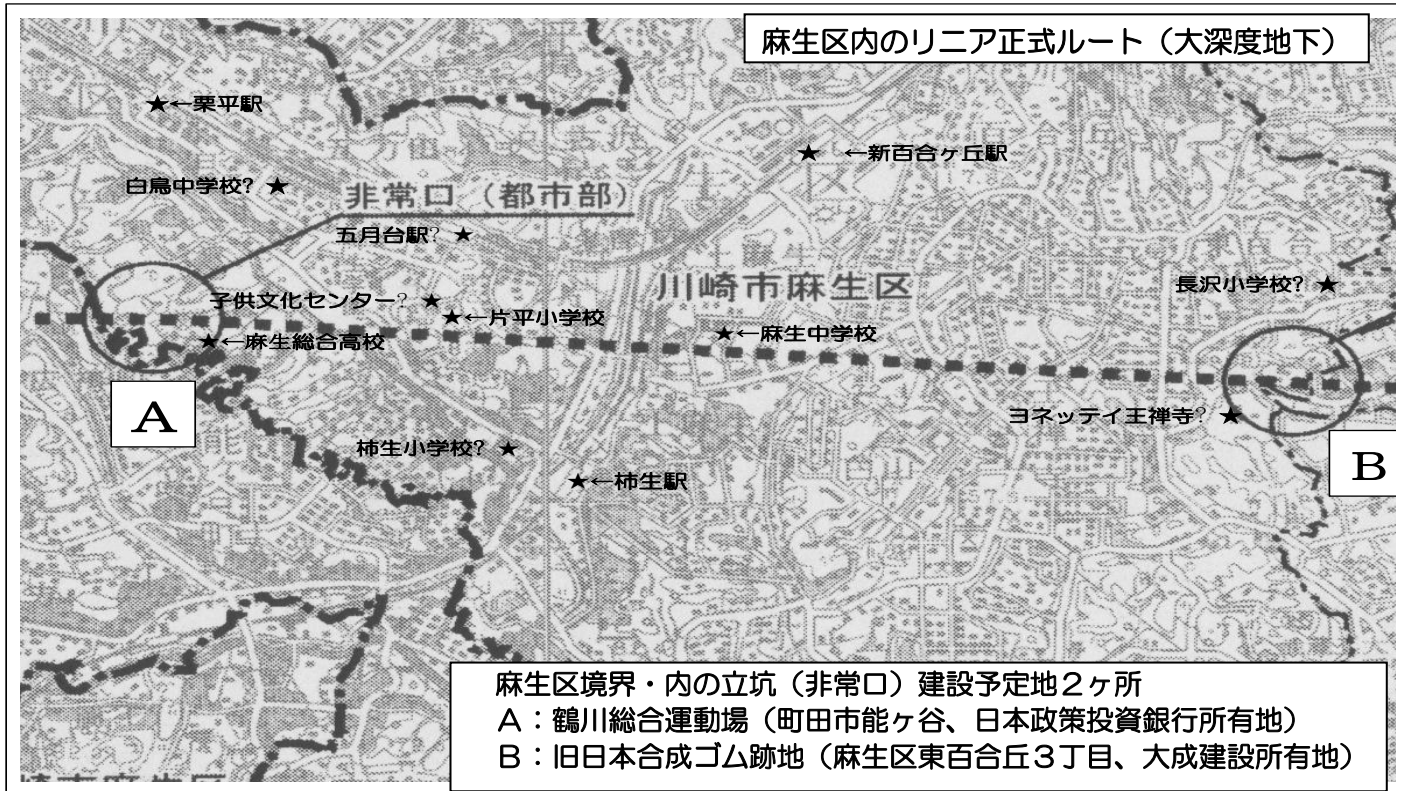 麻生区内のリニア正式ルート（大深度地下）
★←栗平駅
★ ←新百合ヶ丘駅
白鳥中学校? ★
非常口（都市部）
五月台駅? ★
川崎市麻生区
長沢小学校? ★
子供文化センター? ★
★←片平小学校
★←麻生中学校
★←麻生総合高校
A
ヨネッテイ王禅寺? ★
柿生小学校? ★
B
★←柿生駅
麻生区境界・内の立坑（非常口）建設予定地２ヶ所
A：鶴川総合運動場（町田市能ヶ谷、日本政策投資銀行所有地）
B：旧日本合成ゴム跡地（麻生区東百合丘３丁目、大成建設所有地）